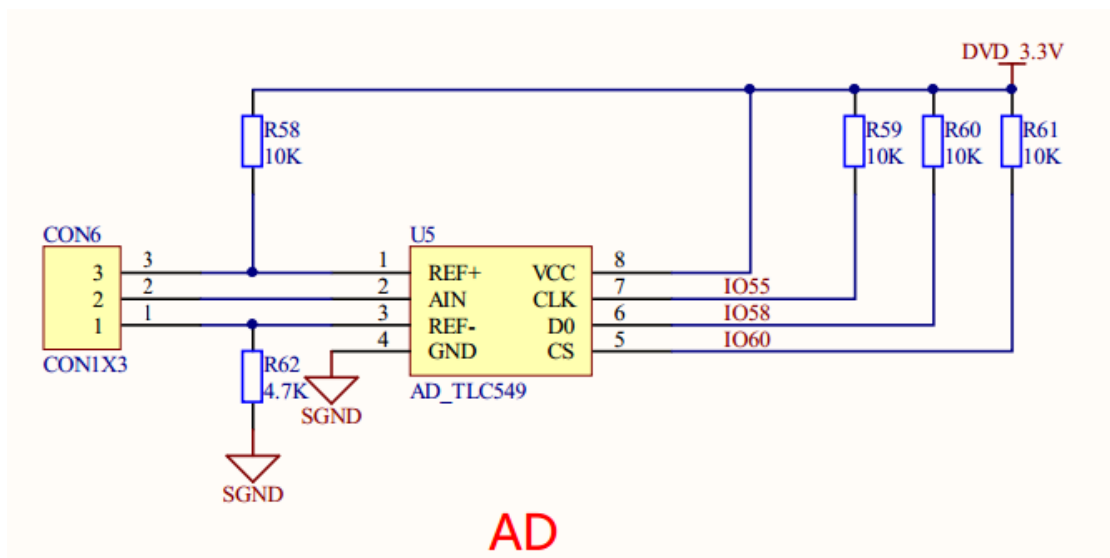 DVD_3.3V
R58
10K
R59
10K
R60
10K
R61
10K
CON6
3 3
2 2
1 1
CON1X3
U5
1 REF+ VCC 8
2 AIN CLK 7 IO55
3 REF- D0 6 IO58
4 GND CS 5 IO60
AD_TLC549
R62
4.7K
SGND
SGND
AD